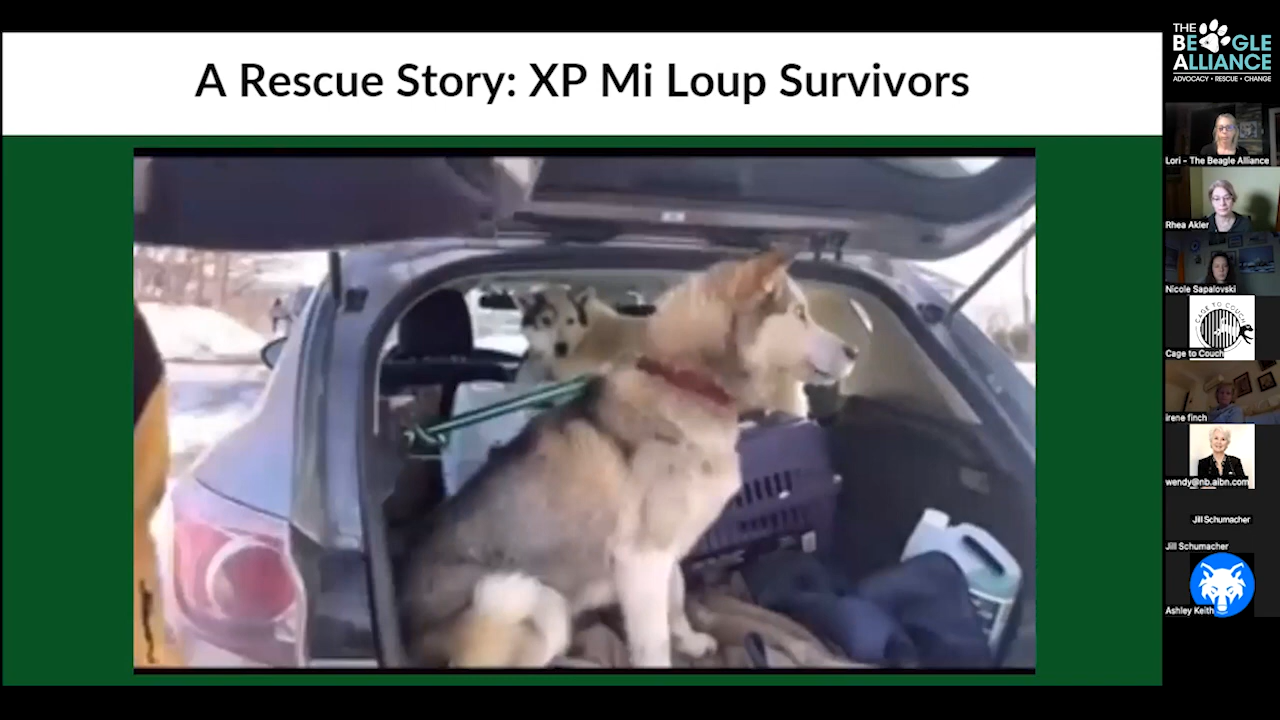 A Rescue Story: XP Mi Loup Survivors
THE
BEAGLE
ALLIANCE
ADVOCACY • RESCUE • CHANGE
Lori - The Beagle Alliance
Rhea Akler
Nicole Sapalovski
CAGE TO COUCH
Cage to Couch
irene finch
wendy@nb.aibn.com
Jill Schumacher
Jill Schumacher
Ashley Keith